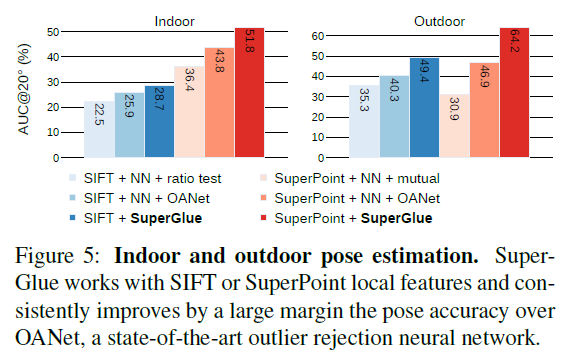 Indoor
Outdoor
AUC@20° (%)
50
40
30
20
10
0
22.5
25.9
28.7
36.4
43.8
51.8
60
50
40
30
20
10
0
35.3
40.3
49.4
30.9
46.9
64.2
SIFT + NN + ratio test
SuperPoint + NN + mutual
SIFT + NN + OANet
SuperPoint + NN + OANet
SIFT + SuperGlue
SuperPoint + SuperGlue
Figure 5: Indoor and outdoor pose estimation. Super-
Glue works with SIFT or SuperPoint local features and con-
sistently improves by a large margin the pose accuracy over
OANet, a state-of-the-art outlier rejection neural network.